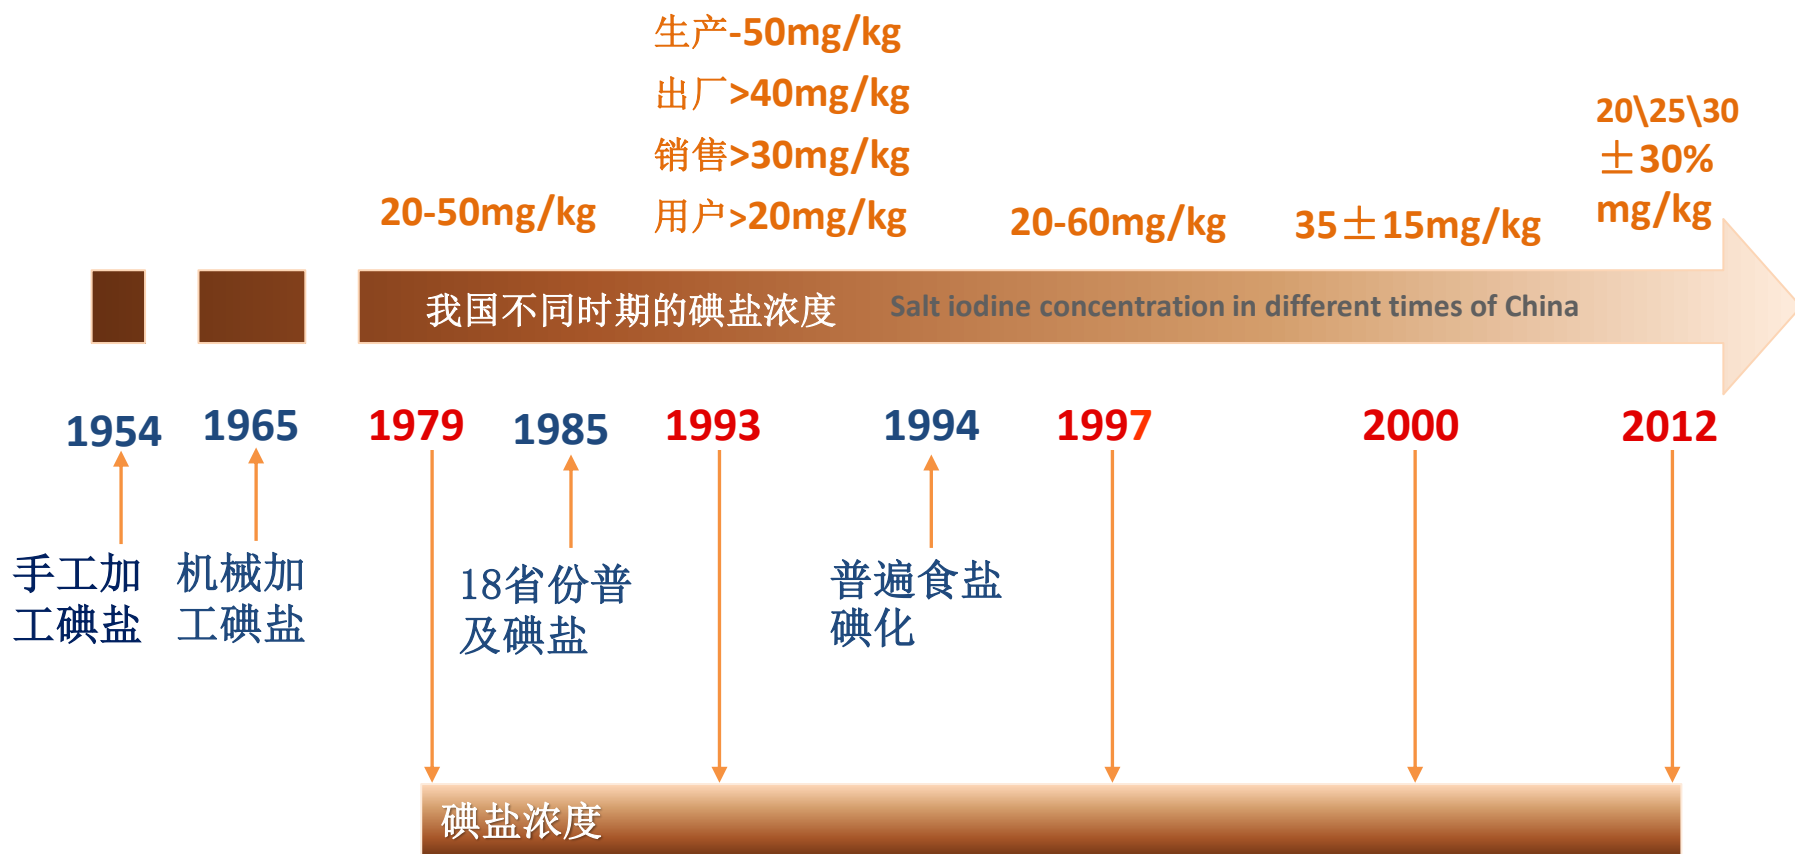 生产-50mg/kg
出厂>40mg/kg
销售>30mg/kg
用户>20mg/kg
20-50mg/kg
20-60mg/kg
35±15mg/kg
20\25\30
±30%
mg/kg
我国不同时期的碘盐浓度
Salt iodine concentration in different times of China
1954
1965
1979
1985
1993
1994
1997
2000
2012
手工加
工碘盐
机械加
工碘盐
18省份普
及碘盐
普遍食盐
碘化
碘盐浓度